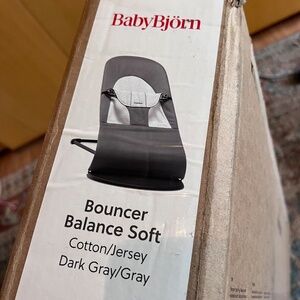 BabyBjörn
Bouncer
Balance Soft
Cotton/Jersey
Dark Gray/Gray